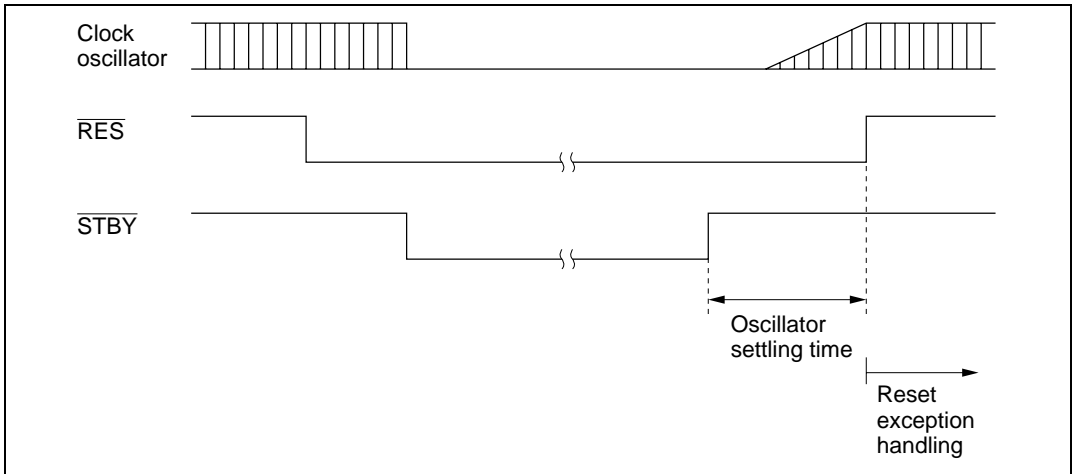 Clock
oscillator
RES
STBY
Oscillator
settling time
Reset
exception
handling